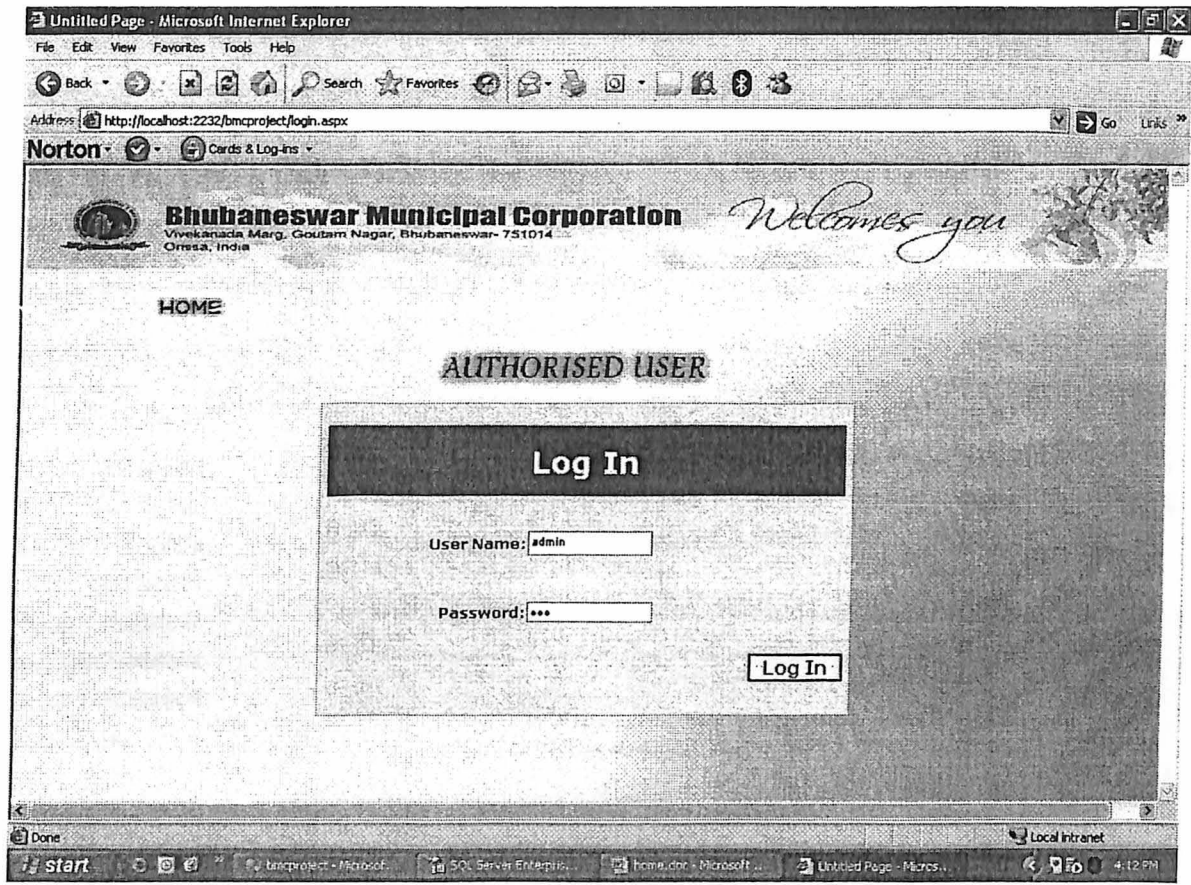 Untitled Page - Microsoft Internet Explorer
File Edit View Favorites Tools Help
Back Search Favorites
Address http://localhost:2232/bmcproject/login.aspx Go Links »
Norton Cards & Log-ins
Bhubaneswar Municipal Corporation
Vivekanada Marg, Goutam Nagar, Bhubaneswar- 751014
Orissa, India
Welcomes you
HOME
AUTHORISED USER
Log In
User Name: admin
Password: •••
Log In
Done Local intranet
start bmcproject - Microsof... SQL Server Enterpris... home.doc - Microsoft ... Untitled Page - Micros... 4:12 PM